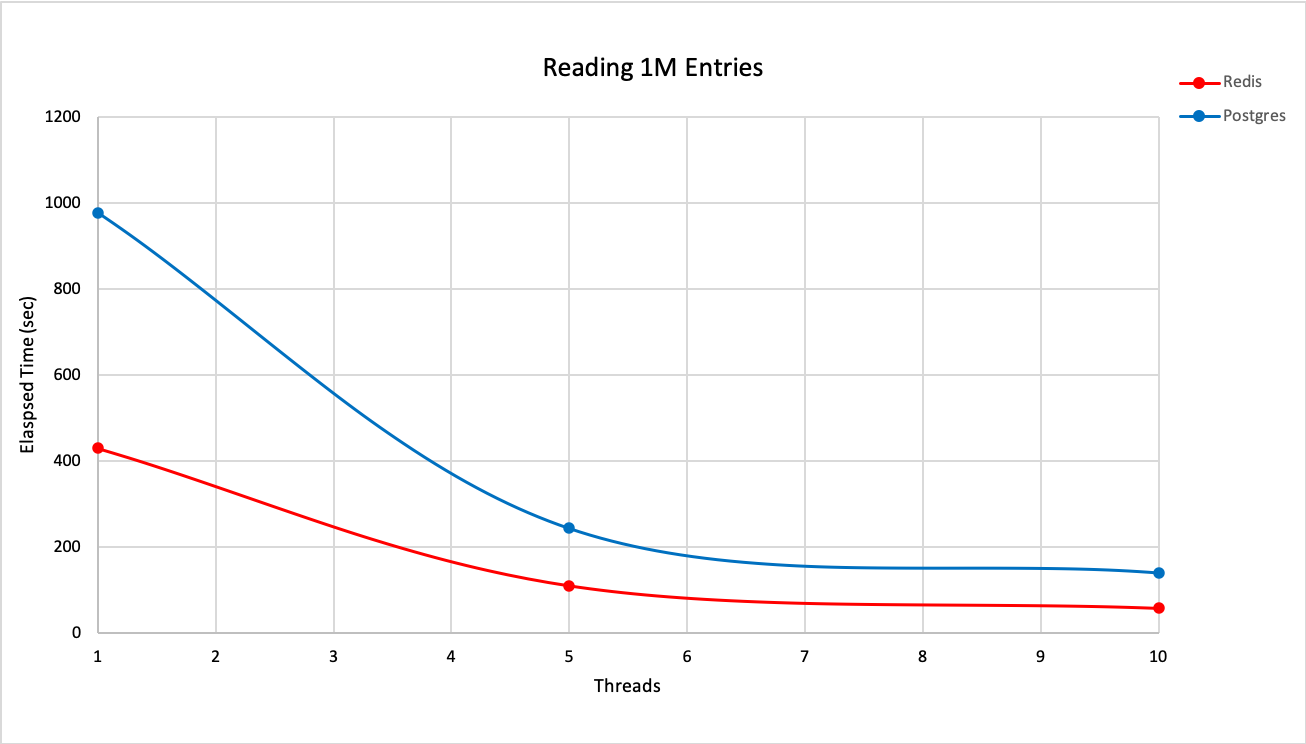 Reading 1M Entries
Redis
Postgres
1200
1000
800
600
400
200
0
Elaspsed Time (sec)
1 2 3 4 5 6 7 8 9 10
Threads